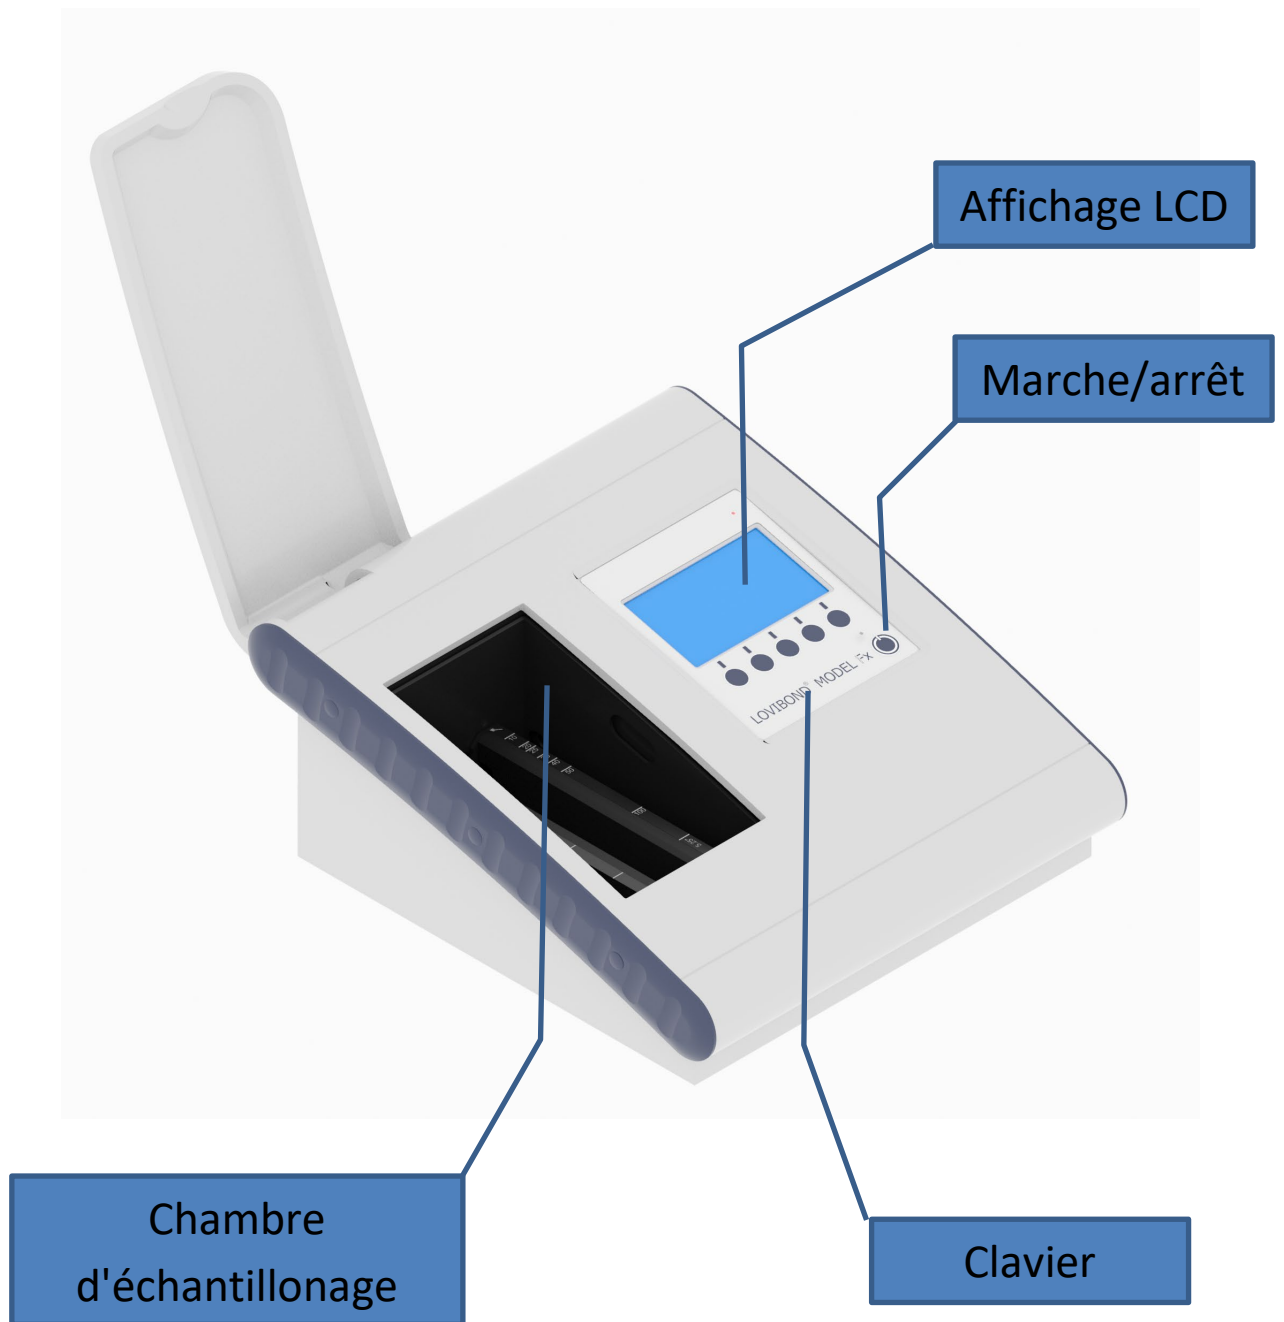 Affichage LCD
Marche/arrêt
LOVIBOND® MODEL Fx
Chambre
d'échantillonage
Clavier